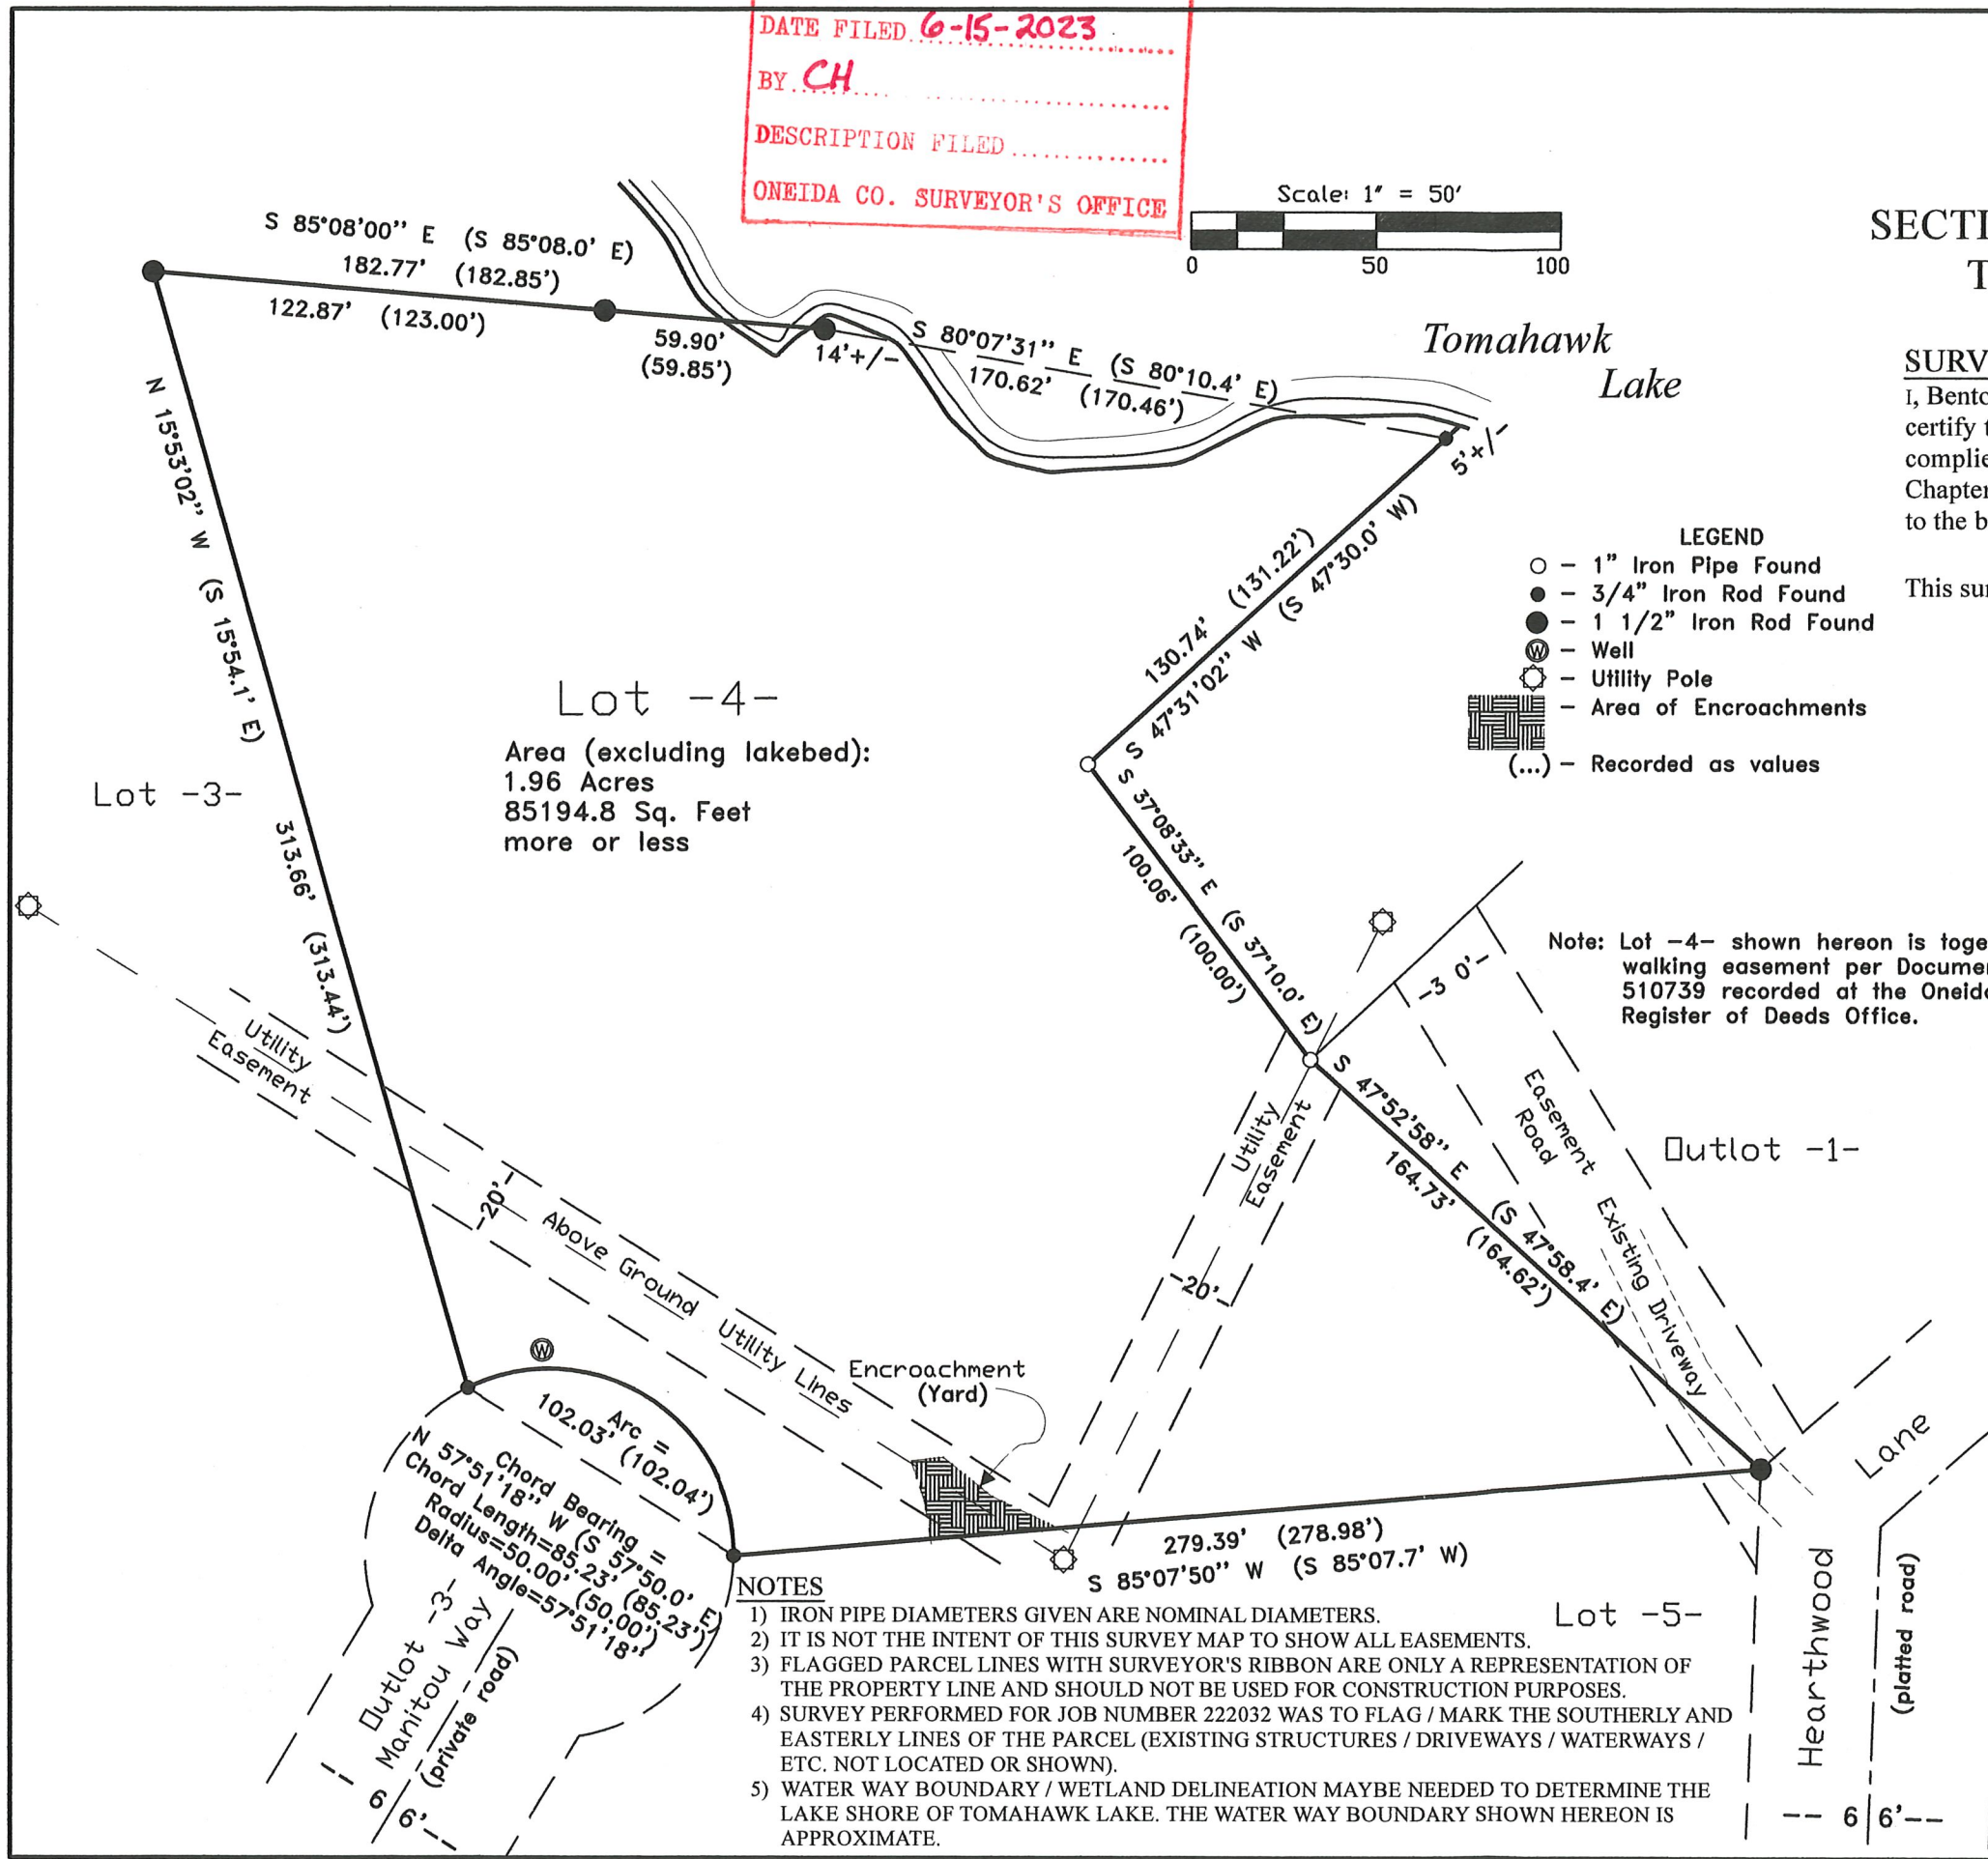 DATE FILED 6-15-2023
BY CH
DESCRIPTION FILED
ONEIDA CO. SURVEYOR'S OFFICE
Scale: 1" = 50'
0 50 100
S 85°08'00" E (S 85°08.0' E)
182.77' (182.85')
122.87' (123.00')
59.90'
(59.85')
14'+/-
S 80°07'31" E (S 80°10.4' E)
170.62' (170.46')
Tomahawk
Lake
5'+/-
N 15°53'02" W (S 15°54.1' E)
313.66' (313.44')
130.74' (131.22')
S 47°31'02" W (S 47°30.0' W)
S 37°08'33" E (S 37°10.0' E)
100.06' (100.00')
Lot -4-
Area (excluding lakebed):
1.96 Acres
85194.8 Sq. Feet
more or less
Lot -3-
LEGEND
- 1" Iron Pipe Found
- 3/4" Iron Rod Found
- 1 1/2" Iron Rod Found
W - Well
- Utility Pole
- Area of Encroachments
(...) - Recorded as values
SECTI
T
SURV
I, Bento
certify t
complie
Chapter
to the b
This sur
Note: Lot -4- shown hereon is toge
walking easement per Docume
510739 recorded at the Oneid
Register of Deeds Office.
-3 0'-
Easement
Road
Outlot -1-
Existing Driveway
S 47°52'58" E (S 47°58.4' E)
164.73' (164.62')
Utility
Easement
-20'-
Utility
Easement
-20'-
Above Ground Utility Lines
Encroachment
(Yard)
W
Arc =
102.03' (102.04')
Chord Bearing =
N 57°51'18" W (S 57°50.0' E)
Chord Length=85.23' (85.23')
Radius=50.00' (50.00')
Delta Angle=57°51'18"
Outlot -3-
Manitou Way
(private road)
6 6'
279.39' (278.98')
S 85°07'50" W (S 85°07.7' W)
Lot -5-
Hearthwood
Lane
(platted road)
6 6'
NOTES
1) IRON PIPE DIAMETERS GIVEN ARE NOMINAL DIAMETERS.
2) IT IS NOT THE INTENT OF THIS SURVEY MAP TO SHOW ALL EASEMENTS.
3) FLAGGED PARCEL LINES WITH SURVEYOR'S RIBBON ARE ONLY A REPRESENTATION OF
THE PROPERTY LINE AND SHOULD NOT BE USED FOR CONSTRUCTION PURPOSES.
4) SURVEY PERFORMED FOR JOB NUMBER 222032 WAS TO FLAG / MARK THE SOUTHERLY AND
EASTERLY LINES OF THE PARCEL (EXISTING STRUCTURES / DRIVEWAYS / WATERWAYS /
ETC. NOT LOCATED OR SHOWN).
5) WATER WAY BOUNDARY / WETLAND DELINEATION MAYBE NEEDED TO DETERMINE THE
LAKE SHORE OF TOMAHAWK LAKE. THE WATER WAY BOUNDARY SHOWN HEREON IS
APPROXIMATE.